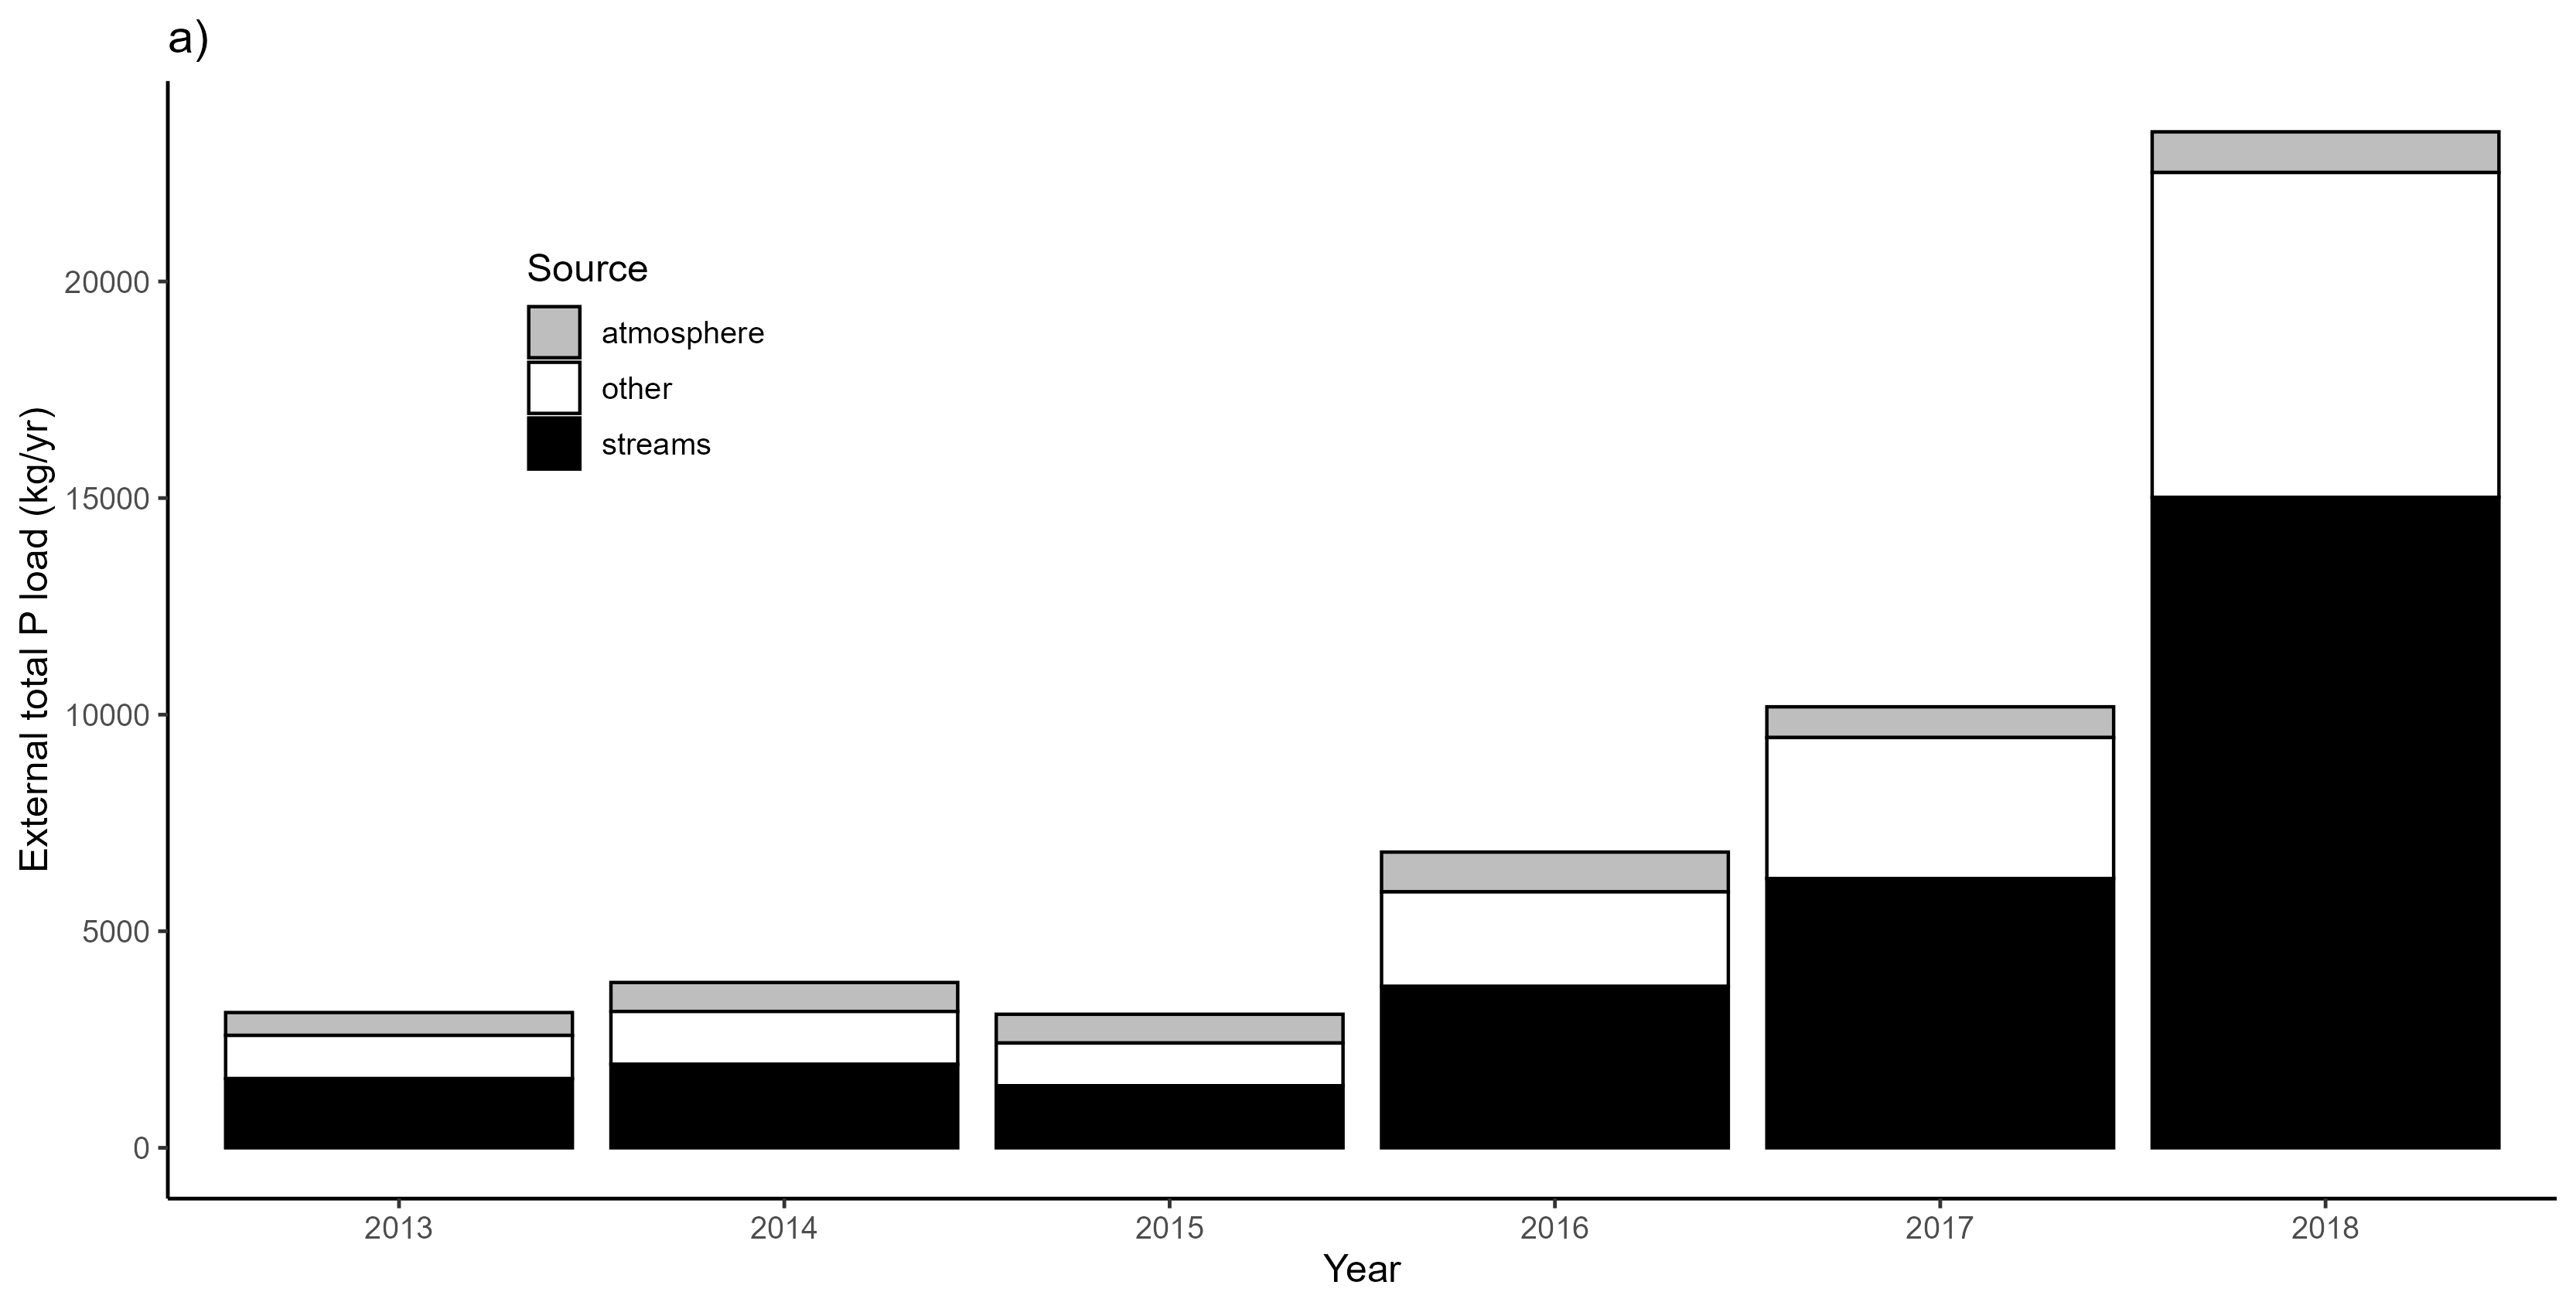 a)
External total P load (kg/yr)
20000
15000
10000
5000
0
Source
atmosphere
other
streams
2013
2014
2015
2016
2017
2018
Year